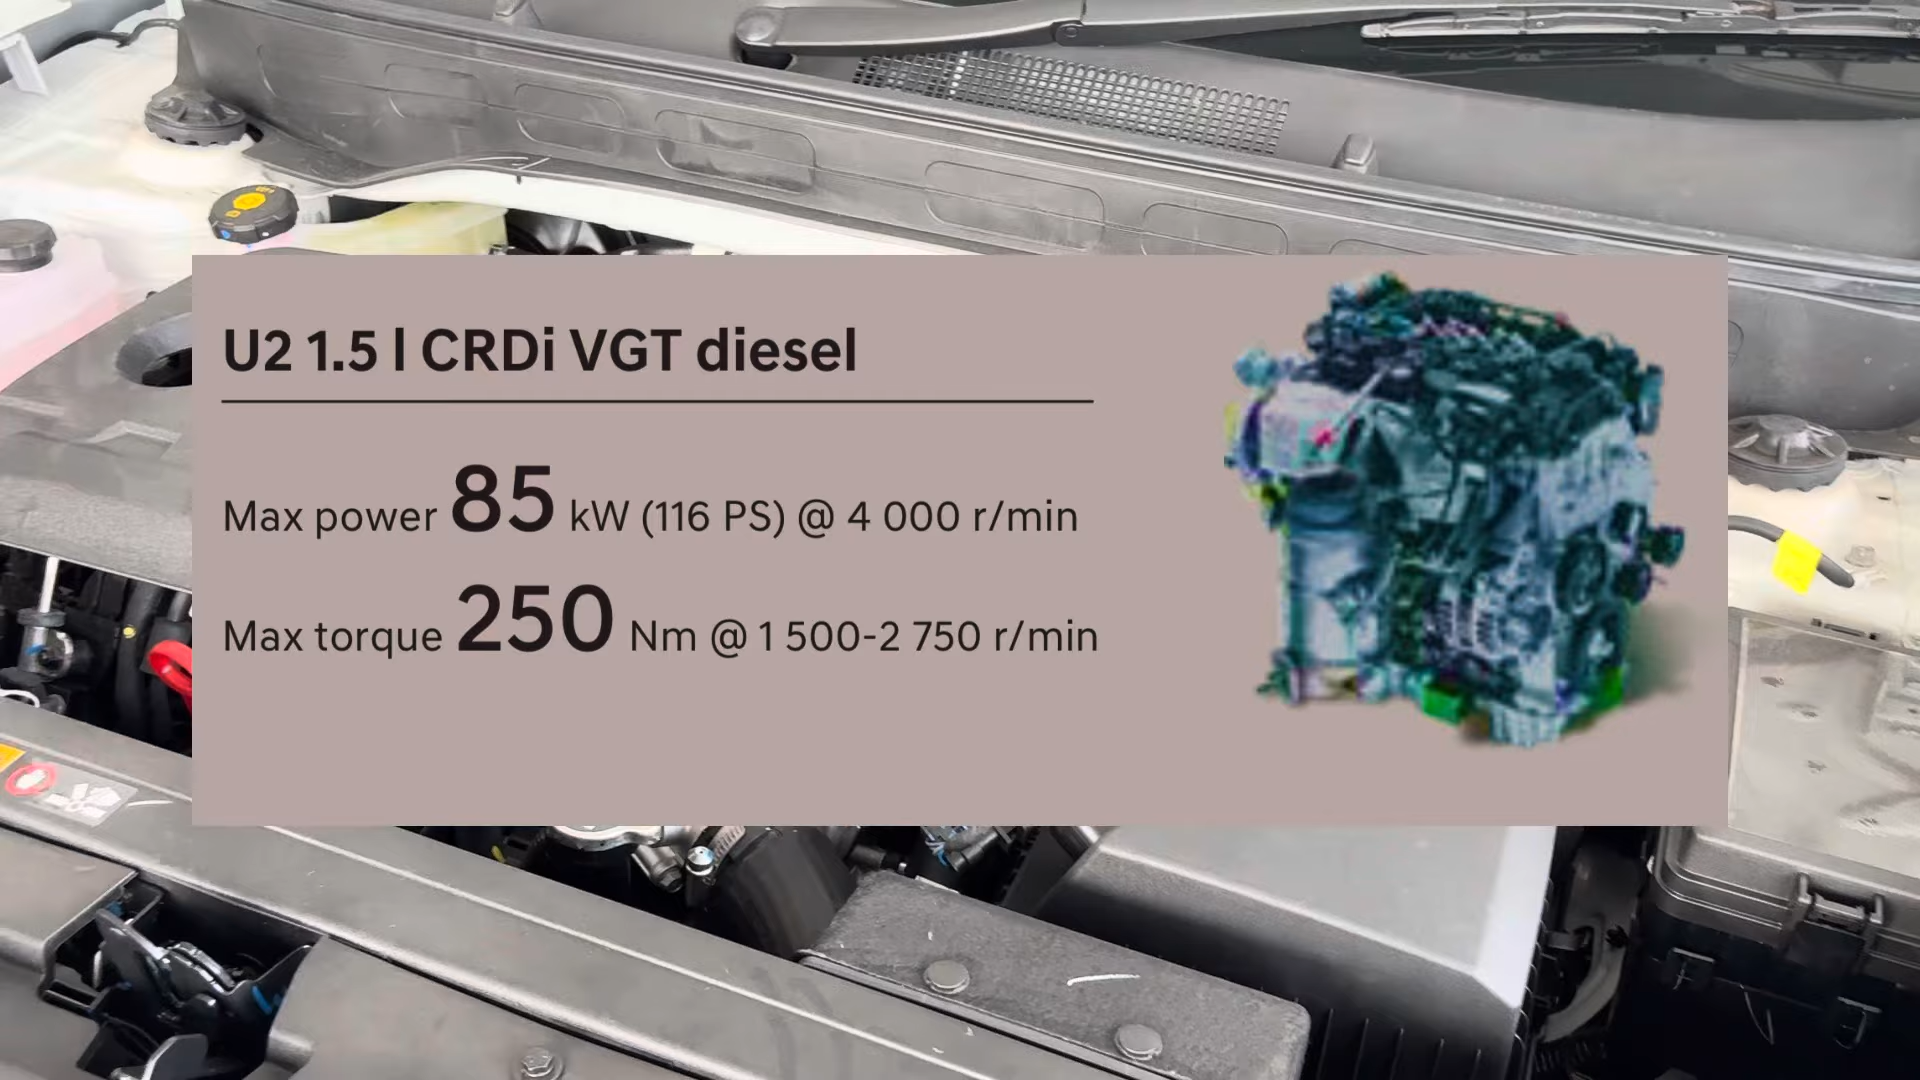 U2 1.5 l CRDi VGT diesel
Max power 85 kW (116 PS) @ 4 000 r/min
Max torque 250 Nm @ 1 500-2 750 r/min